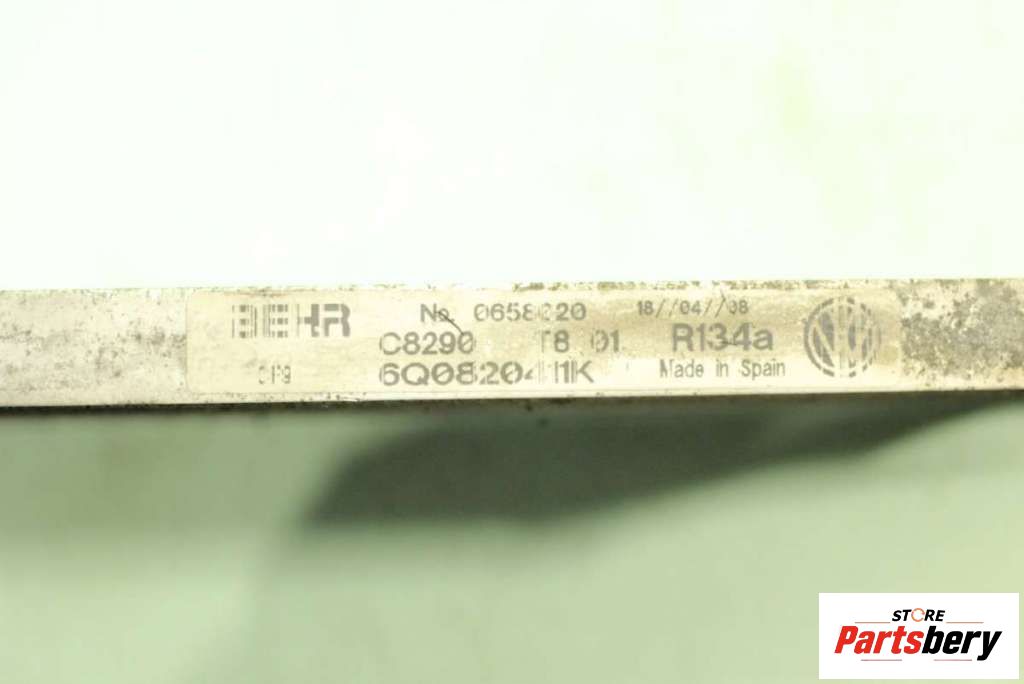 BEHR No. 0658020 18//04//08
C8290 T8 01 R134a
6Q0820411K Made in Spain
STORE
Partsbery